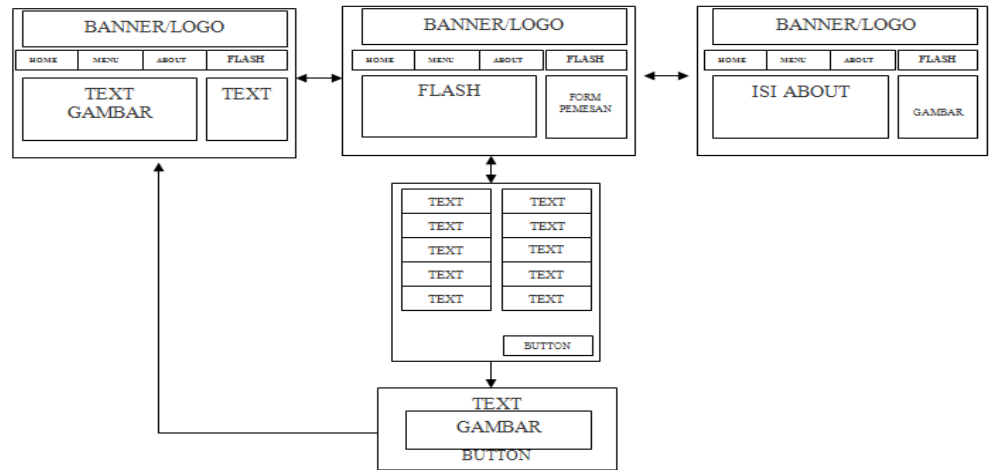 BANNER/LOGO
HOME MENU ABOUT FLASH
TEXT
GAMBAR
TEXT
BANNER/LOGO
HOME MENU ABOUT FLASH
FLASH
FORM
PEMESAN
BANNER/LOGO
HOME MENU ABOUT FLASH
ISI ABOUT
GAMBAR
TEXT TEXT
TEXT TEXT
TEXT TEXT
TEXT TEXT
TEXT TEXT
BUTTON
TEXT
GAMBAR
BUTTON